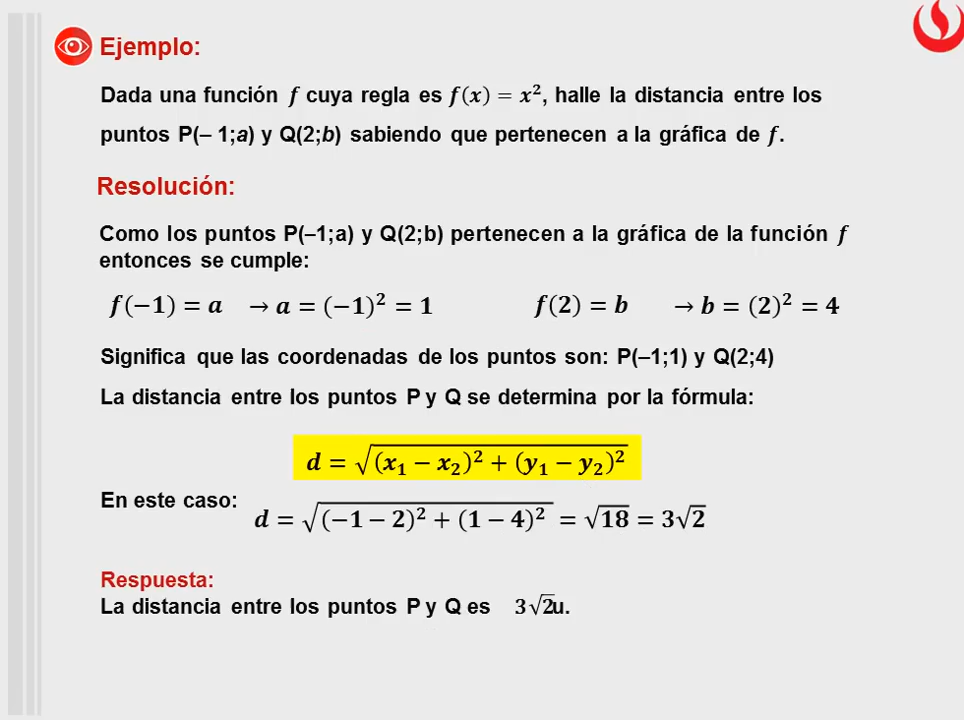 Ejemplo:
Dada una función f cuya regla es f(x) = x², halle la distancia entre los
puntos P(– 1;a) y Q(2;b) sabiendo que pertenecen a la gráfica de f.
Resolución:
Como los puntos P(–1;a) y Q(2;b) pertenecen a la gráfica de la función f
entonces se cumple:
f(−1) = a → a = (−1)² = 1 f(2) = b → b = (2)² = 4
Significa que las coordenadas de los puntos son: P(–1;1) y Q(2;4)
La distancia entre los puntos P y Q se determina por la fórmula:
d = √((x₁ − x₂)² + (y₁ − y₂)²)
En este caso: d = √((−1 − 2)² + (1 − 4)²) = √18 = 3√2
Respuesta:
La distancia entre los puntos P y Q es 3√2u.